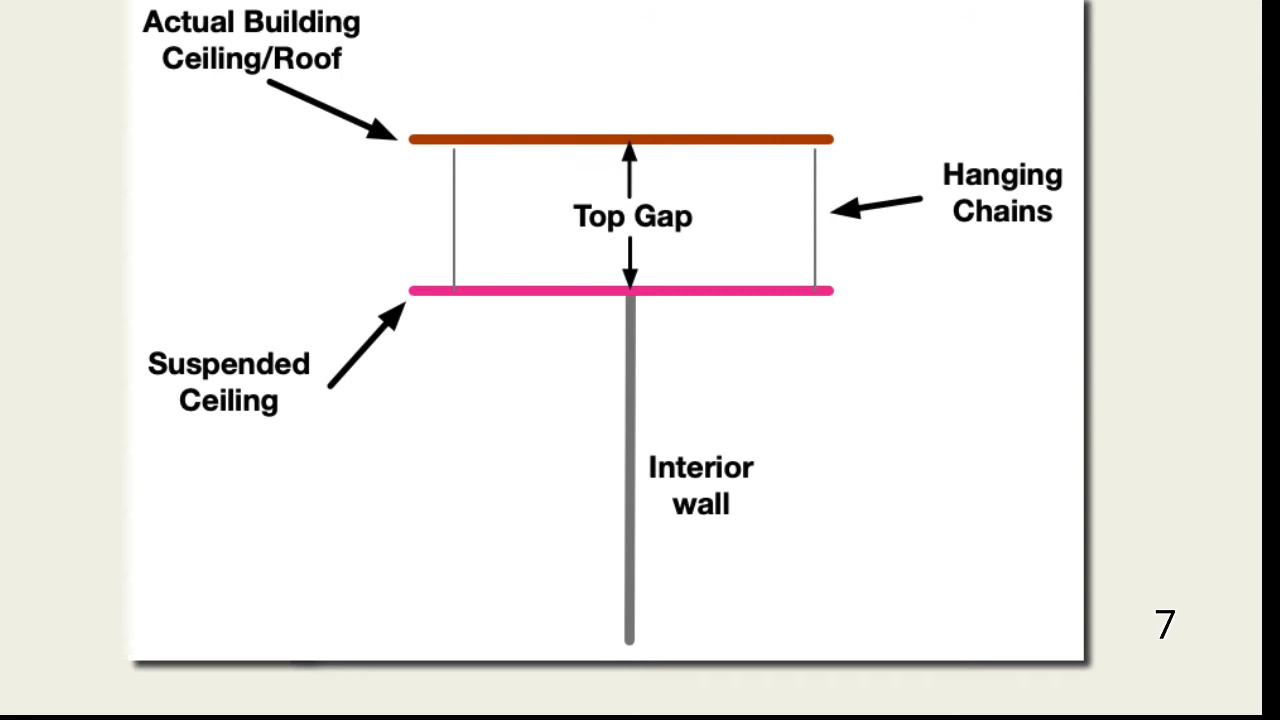 Actual Building
Ceiling/Roof
Hanging
Chains
Top Gap
Suspended
Ceiling
Interior
wall
7